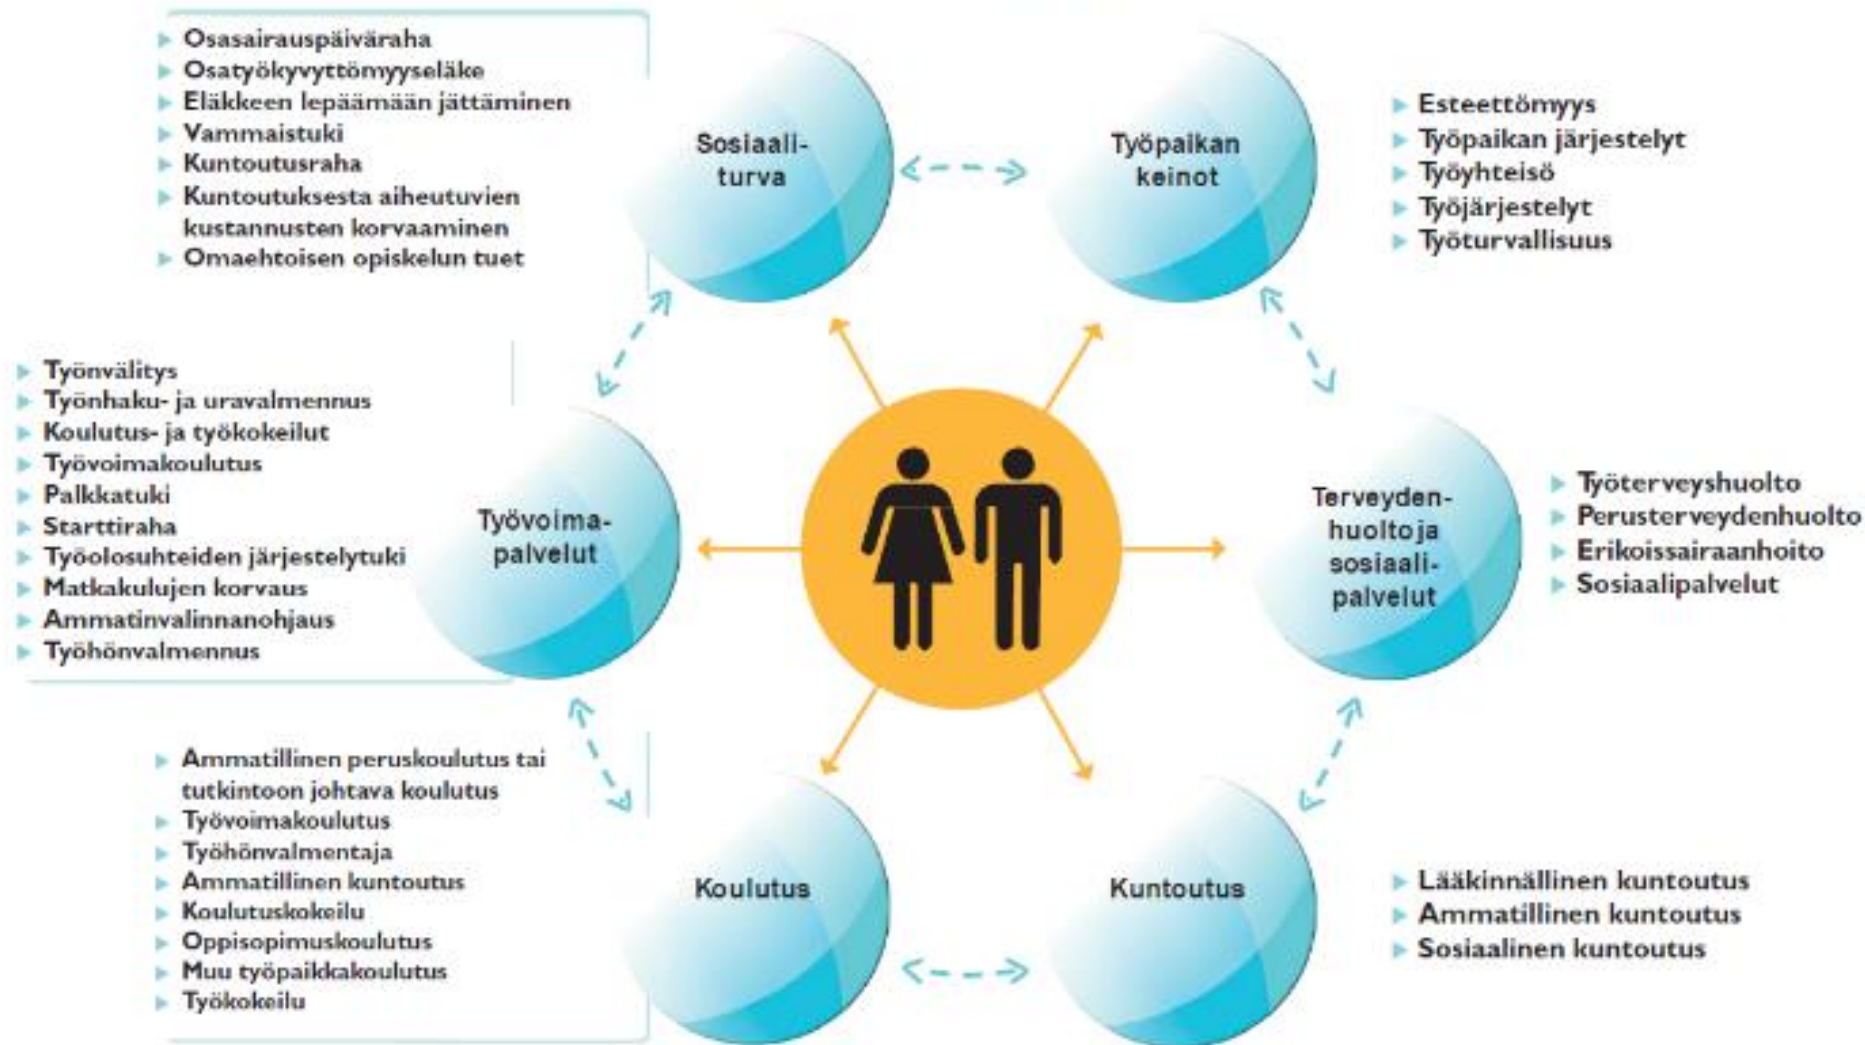 Osasairauspäiväraha
Osatyökyvyttömyyseläke
Eläkkeen lepäämään jättäminen
Vammaistuki
Kuntoutusraha
Kuntoutuksesta aiheutuvien
kustannusten korvaaminen
Omaehtoisen opiskelun tuet
Sosiaali-
turva
Työpaikan
keinot
Esteettömyys
Työpaikan järjestelyt
Työyhteisö
Työjärjestelyt
Työturvallisuus
Työnvälitys
Työnhaku- ja uravalmennus
Koulutus- ja työkokeilut
Työvoimakoulutus
Palkkatuki
Starttiraha
Työolosuhteiden järjestelytuki
Matkakulujen korvaus
Ammatinvalinnanohjaus
Työhönvalmennus
Työvoima-
palvelut
Terveyden-
huolto ja
sosiaali-
palvelut
Työterveyshuolto
Perusterveydenhuolto
Erikoissairaanhoito
Sosiaalipalvelut
Ammatillinen peruskoulutus tai
tutkintoon johtava koulutus
Työvoimakoulutus
Työhönvalmentaja
Ammatillinen kuntoutus
Koulutuskokeilu
Oppisopimuskoulutus
Muu työpaikkakoulutus
Työkokeilu
Koulutus
Kuntoutus
Lääkinnällinen kuntoutus
Ammatillinen kuntoutus
Sosiaalinen kuntoutus